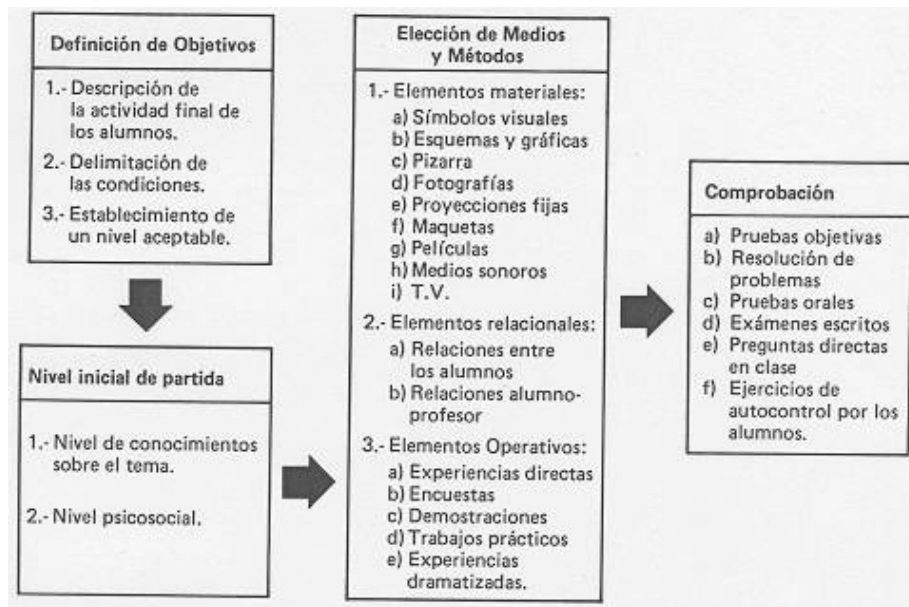 Definición de Objetivos
1.- Descripción de
la actividad final de
los alumnos.
2.- Delimitación de
las condiciones.
3.- Establecimiento de
un nivel aceptable.
Nivel inicial de partida
1.- Nivel de conocimientos
sobre el tema.
2.- Nivel psicosocial.
Elección de Medios
y Métodos
1.- Elementos materiales:
a) Símbolos visuales
b) Esquemas y gráficas
c) Pizarra
d) Fotografías
e) Proyecciones fijas
f) Maquetas
g) Películas
h) Medios sonoros
i) T.V.
2.- Elementos relacionales:
a) Relaciones entre
los alumnos
b) Relaciones alumno-
profesor
3.- Elementos Operativos:
a) Experiencias directas
b) Encuestas
c) Demostraciones
d) Trabajos prácticos
e) Experiencias
dramatizadas.
Comprobación
a) Pruebas objetivas
b) Resolución de
problemas
c) Pruebas orales
d) Exámenes escritos
e) Preguntas directas
en clase
f) Ejercicios de
autocontrol por los
alumnos.